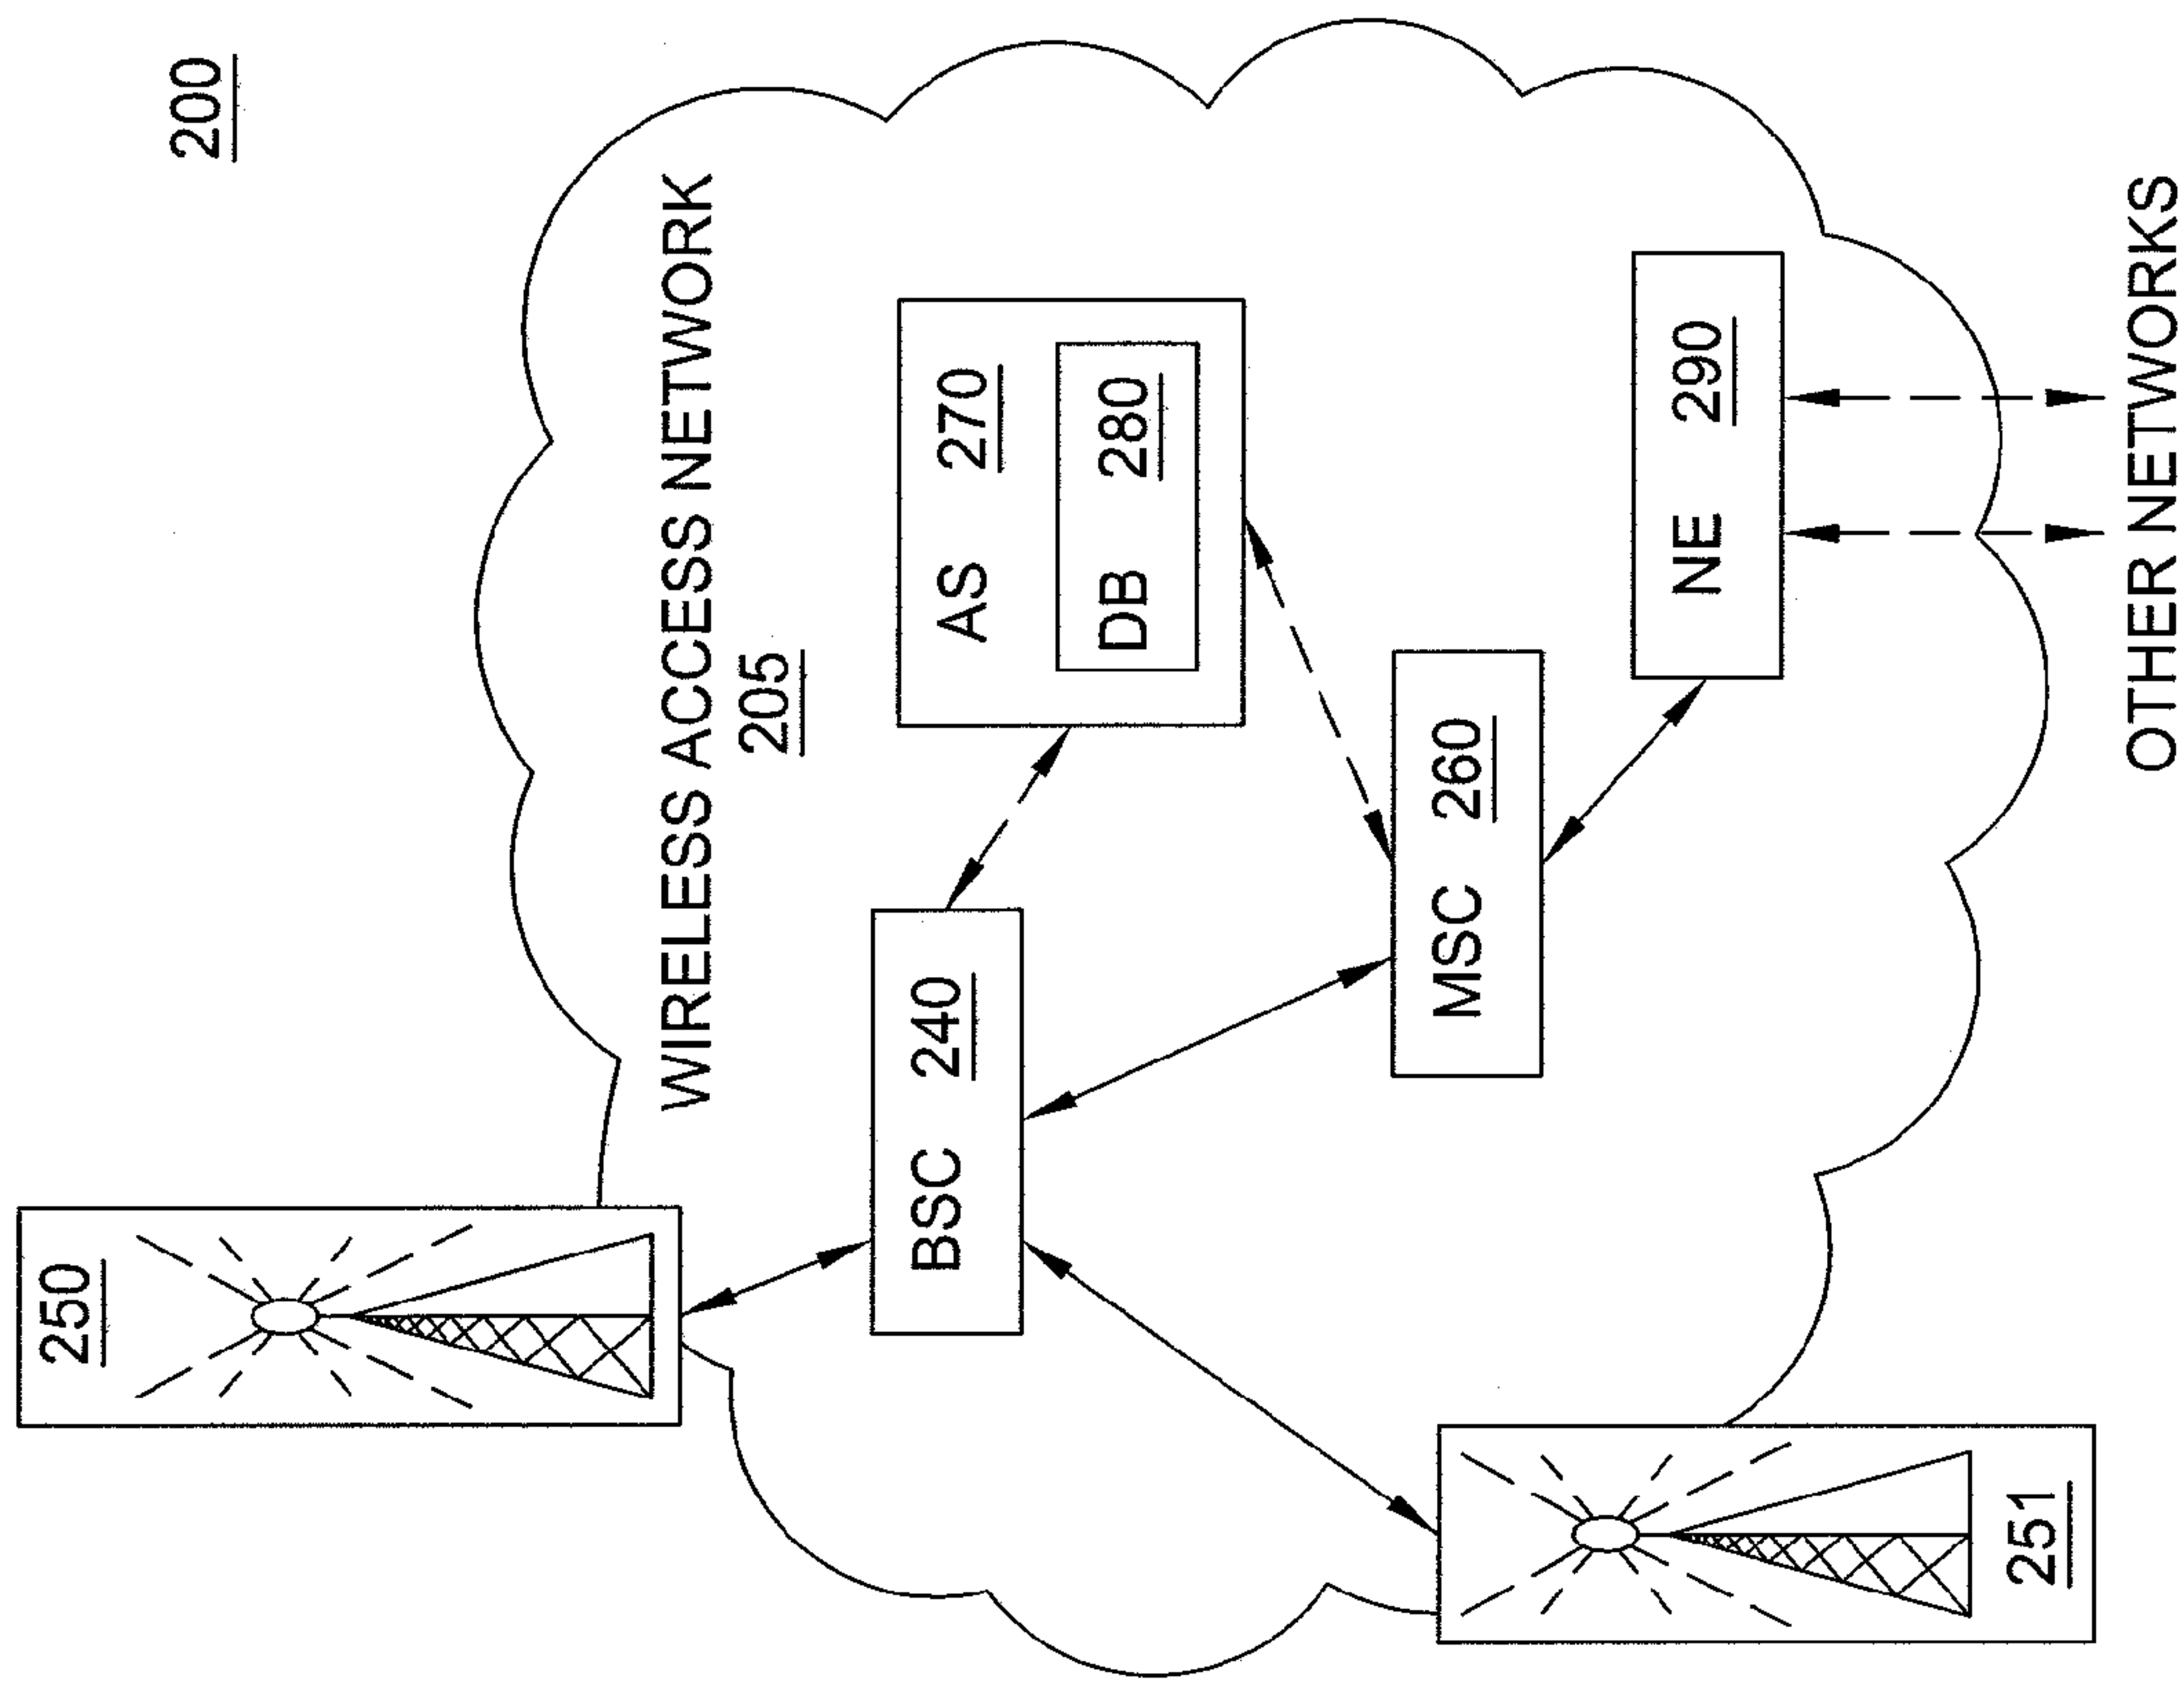 200
250
WIRELESS ACCESS NETWORK
205
BSC 240
AS 270
DB 280
MSC 260
NE 290
251
OTHER NETWORKS